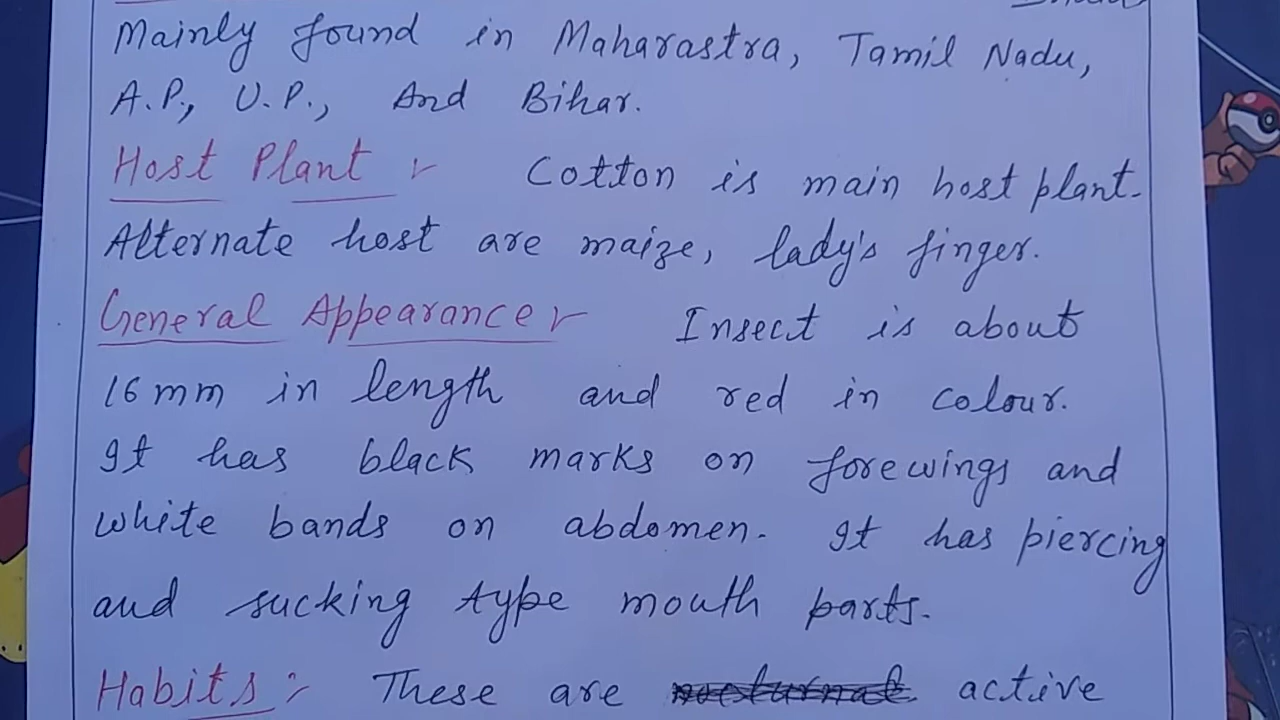 Mainly found in Maharastra, Tamil Nadu,
A.P., U.P., And Bihar.
Host Plant :- Cotton is main host plant.
Alternate host are maize, lady's finger.
General Appearance :- Insect is about
16 mm in length and red in colour.
It has black marks on forewings and
white bands on abdomen. It has piercing
and sucking type mouth parts.
Habits :- These are active